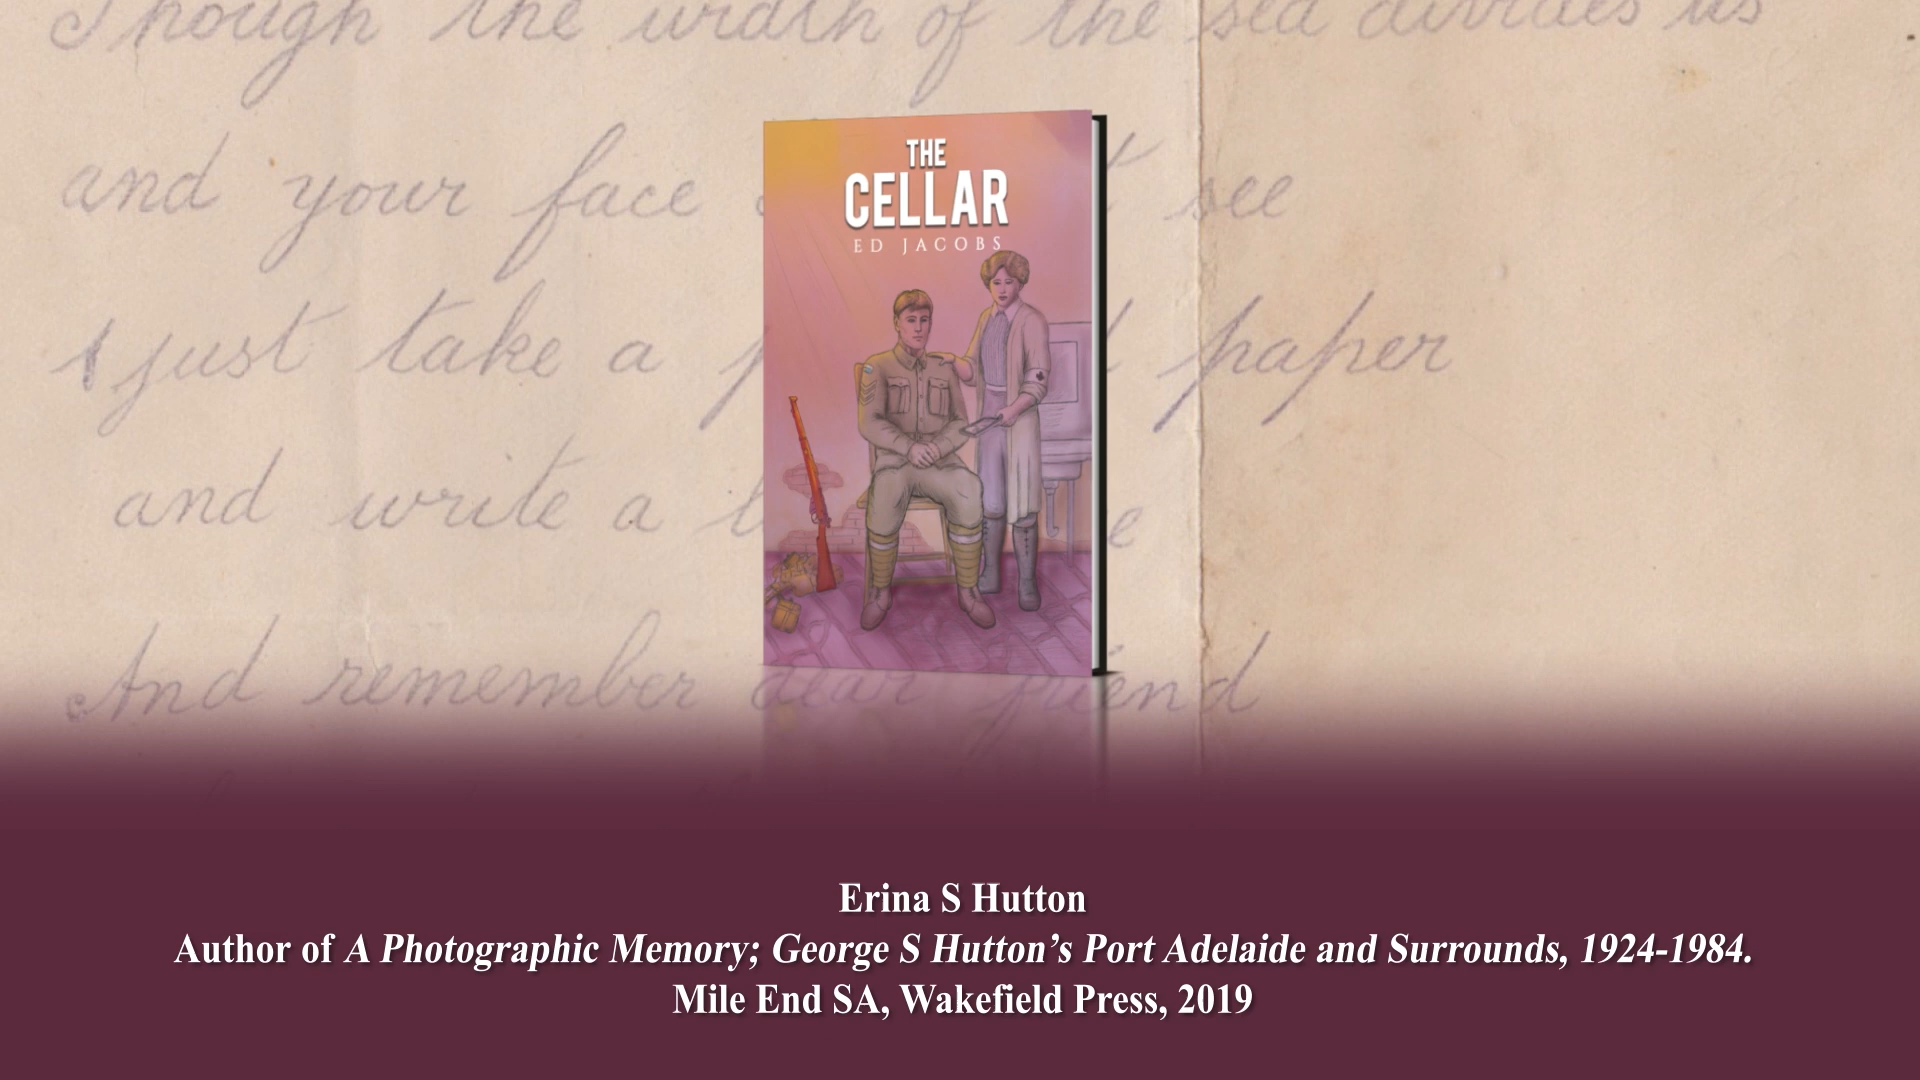 Though the width of the sea divides us
and your face see
I just take a paper
and write a
And remember dear friend
THE
CELLAR
ED JACOBS
Erina S Hutton
Author of A Photographic Memory; George S Hutton’s Port Adelaide and Surrounds, 1924-1984.
Mile End SA, Wakefield Press, 2019